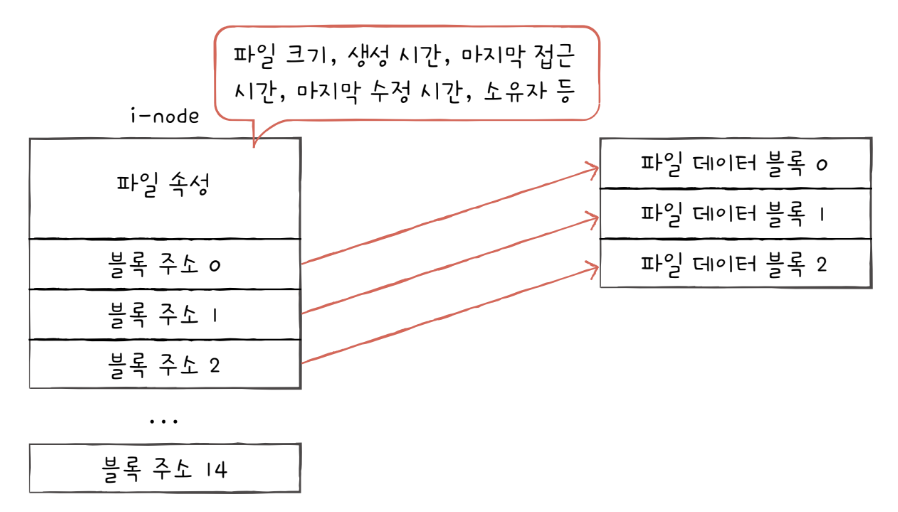 파일 크기, 생성 시간, 마지막 접근
시간, 마지막 수정 시간, 소유자 등
i-node
파일 속성
블록 주소 0
블록 주소 1
블록 주소 2
...
블록 주소 14
파일 데이터 블록 0
파일 데이터 블록 1
파일 데이터 블록 2